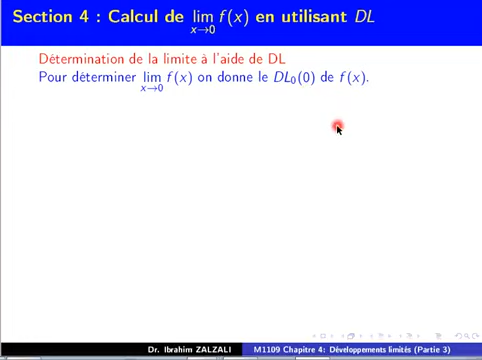 Section 4 : Calcul de lim f(x) en utilisant DL
x→0
Détermination de la limite à l'aide de DL
Pour déterminer lim f(x) on donne le DL₀(0) de f(x).
x→0
Dr. Ibrahim ZALZALI M1109 Chapitre 4: Développements limités (Partie 3)